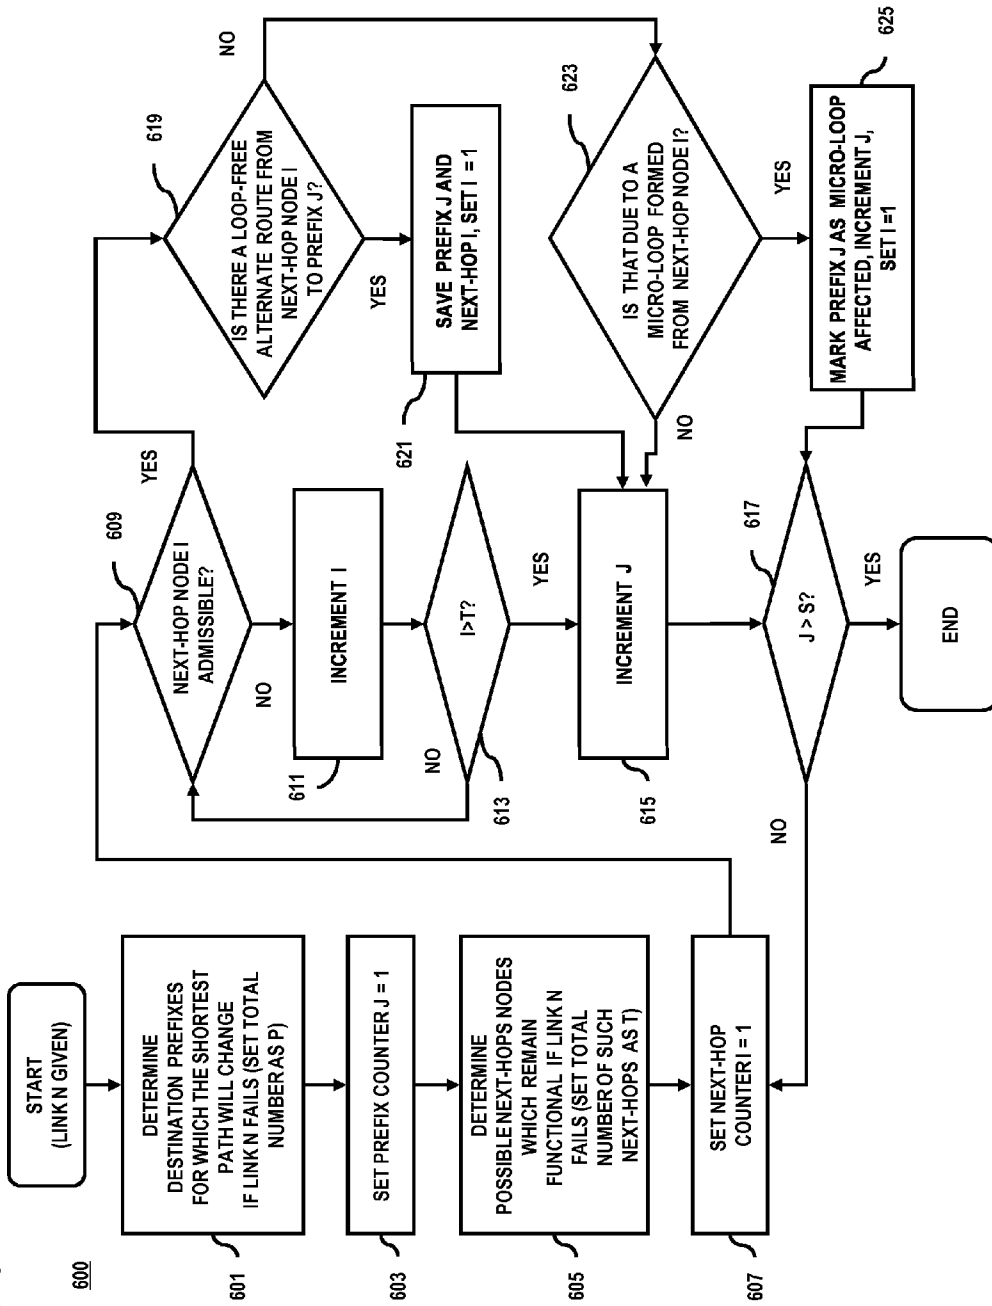 600
START
(LINK N GIVEN)
DETERMINE
DESTINATION PREFIXES
FOR WHICH THE SHORTEST
PATH WILL CHANGE
IF LINK FAILS (SET TOTAL
NUMBER AS P)
601
SET PREFIX COUNTER J = 1
603
DETERMINE
POSSIBLE NEXT-HOPS NODES
WHICH REMAIN
FUNCTIONAL IF LINK N
FAILS (SET TOTAL
NUMBER OF SUCH
NEXT-HOPS AS T)
605
SET NEXT-HOP
COUNTER I = 1
607
NEXT-HOP NODE I
ADMISSIBLE?
609
YES
NO
INCREMENT I
611
I>T?
613
NO
YES
INCREMENT J
615
J > S?
617
NO
YES
END
IS THERE A LOOP-FREE
ALTERNATE ROUTE FROM
NEXT-HOP NODE I
TO PREFIX J?
619
NO
YES
SAVE PREFIX J AND
NEXT-HOP I, SET I = 1
621
IS THAT DUE TO A
MICRO-LOOP FORMED
FROM NEXT-HOP NODE I?
623
NO
YES
MARK PREFIX J AS MICRO-LOOP
AFFECTED, INCREMENT J,
SET I =1
625